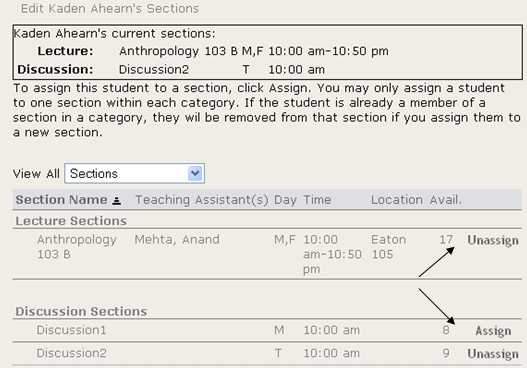 Edit Kaden Ahearn's Sections
Kaden Ahearn's current sections:
Lecture: Anthropology 103 B M,F 10:00 am-10:50 pm
Discussion: Discussion2 T 10:00 am
To assign this student to a section, click Assign. You may only assign a student
to one section within each category. If the student is already a member of a
section in a category, they wil be removed from that section if you assign them to
a new section.
View All Sections
Section Name Teaching Assistant(s) Day Time Location Avail.
Lecture Sections
Anthropology Mehta, Anand M,F 10:00 Eaton 17 Unassign
103 B am-10:50 105
pm
Discussion Sections
Discussion1 M 10:00 am 8 Assign
Discussion2 T 10:00 am 9 Unassign